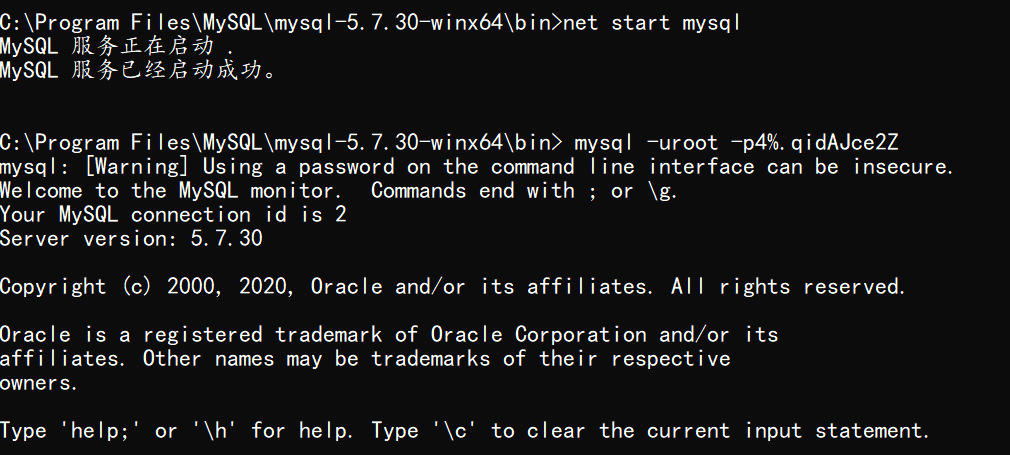 C:\Program Files\MySQL\mysql-5.7.30-winx64\bin>net start mysql
MySQL 服务正在启动 .
MySQL 服务已经启动成功。
C:\Program Files\MySQL\mysql-5.7.30-winx64\bin> mysql -uroot -p4%.qidAJce2Z
mysql: [Warning] Using a password on the command line interface can be insecure.
Welcome to the MySQL monitor.  Commands end with ; or \g.
Your MySQL connection id is 2
Server version: 5.7.30
Copyright (c) 2000, 2020, Oracle and/or its affiliates. All rights reserved.
Oracle is a registered trademark of Oracle Corporation and/or its
affiliates. Other names may be trademarks of their respective
owners.
Type 'help;' or '\h' for help. Type '\c' to clear the current input statement.